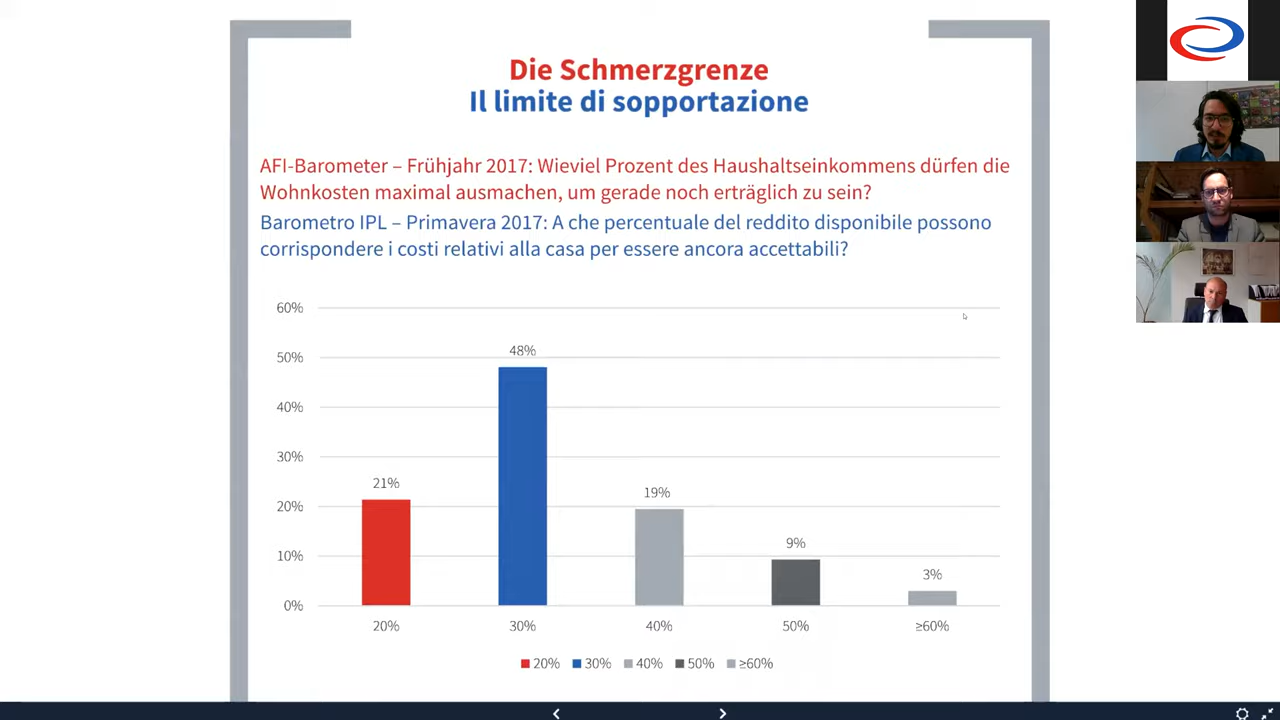 Die Schmerzgrenze
Il limite di sopportazione
AFI-Barometer – Frühjahr 2017: Wieviel Prozent des Haushaltseinkommens dürfen die
Wohnkosten maximal ausmachen, um gerade noch erträglich zu sein?
Barometro IPL – Primavera 2017: A che percentuale del reddito disponibile possono
corrispondere i costi relativi alla casa per essere ancora accettabili?
60%
50%
40%
30%
20%
10%
0%
21%
48%
19%
9%
3%
20% 30% 40% 50% ≥60%
20% 30% 40% 50% ≥60%